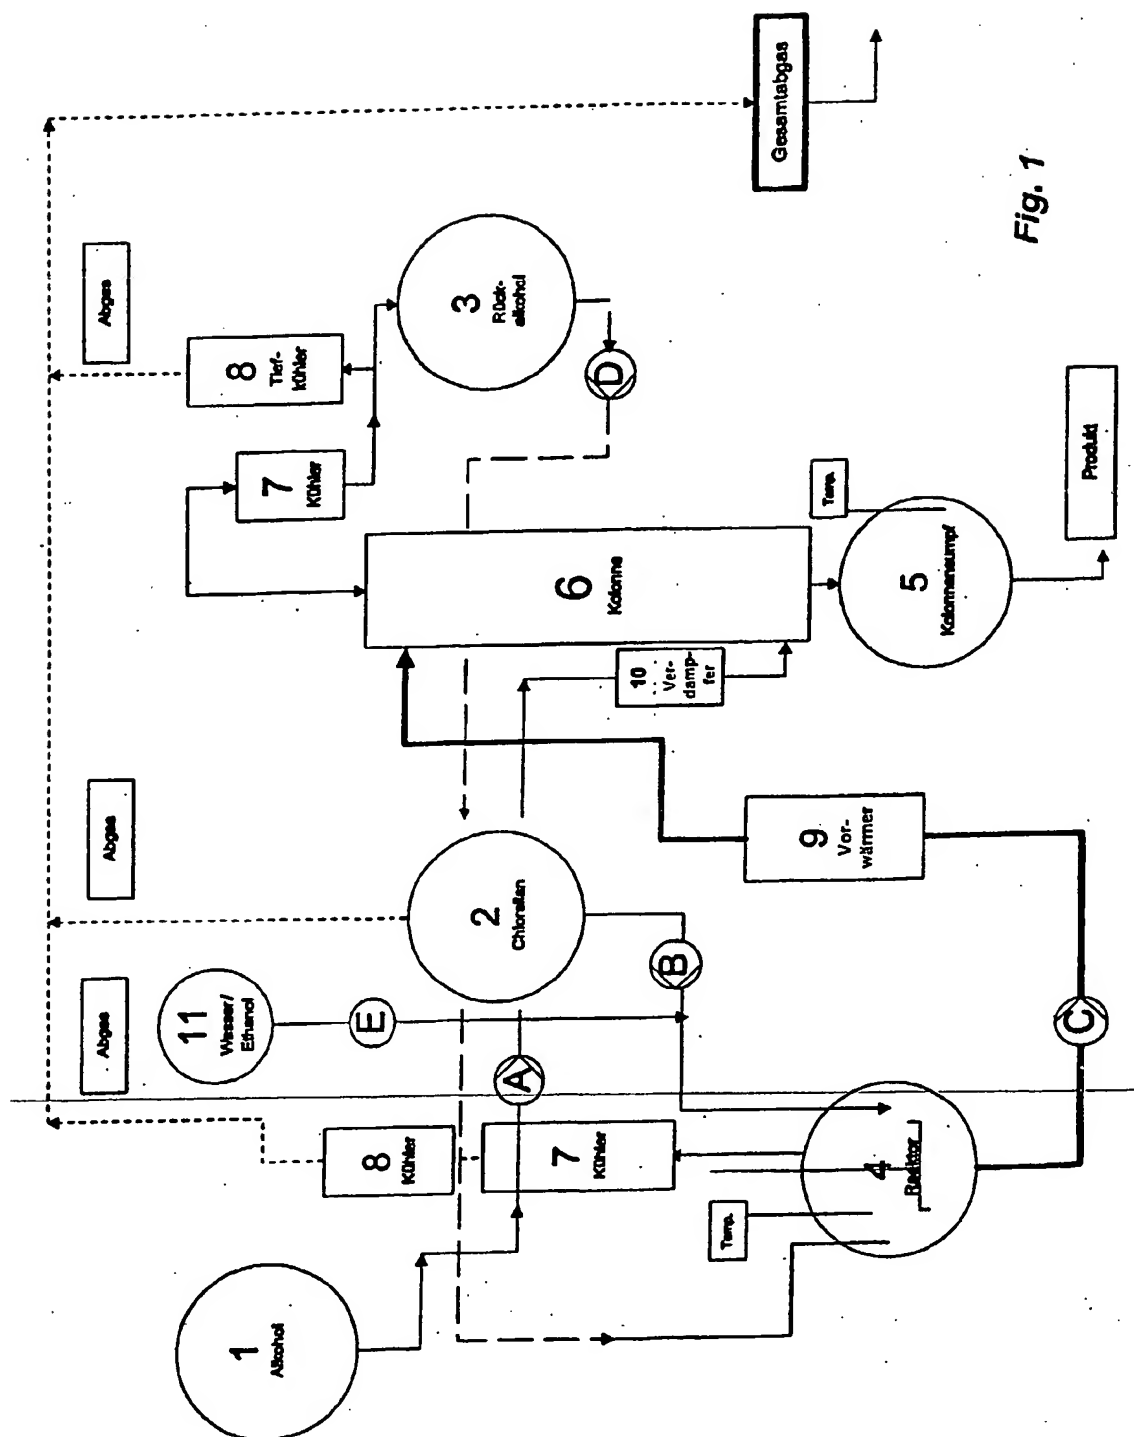 Abgas
Abgas
Abgas
11
Wasser/
Ethanol
1
Alkohol
8
Tief-
kühler
7
Kühler
E
8
Kühler
3
Rück-
alkohol
2
Chlorsilan
A
7
Kühler
6
Kolonne
D
10
Ver-
dampf-
fer
B
Temp.
Gesamtabgas
9
Vor-
wärmer
Temp.
4
Reaktor
5
Kolonnensumpf
C
Produkt
Fig. 1